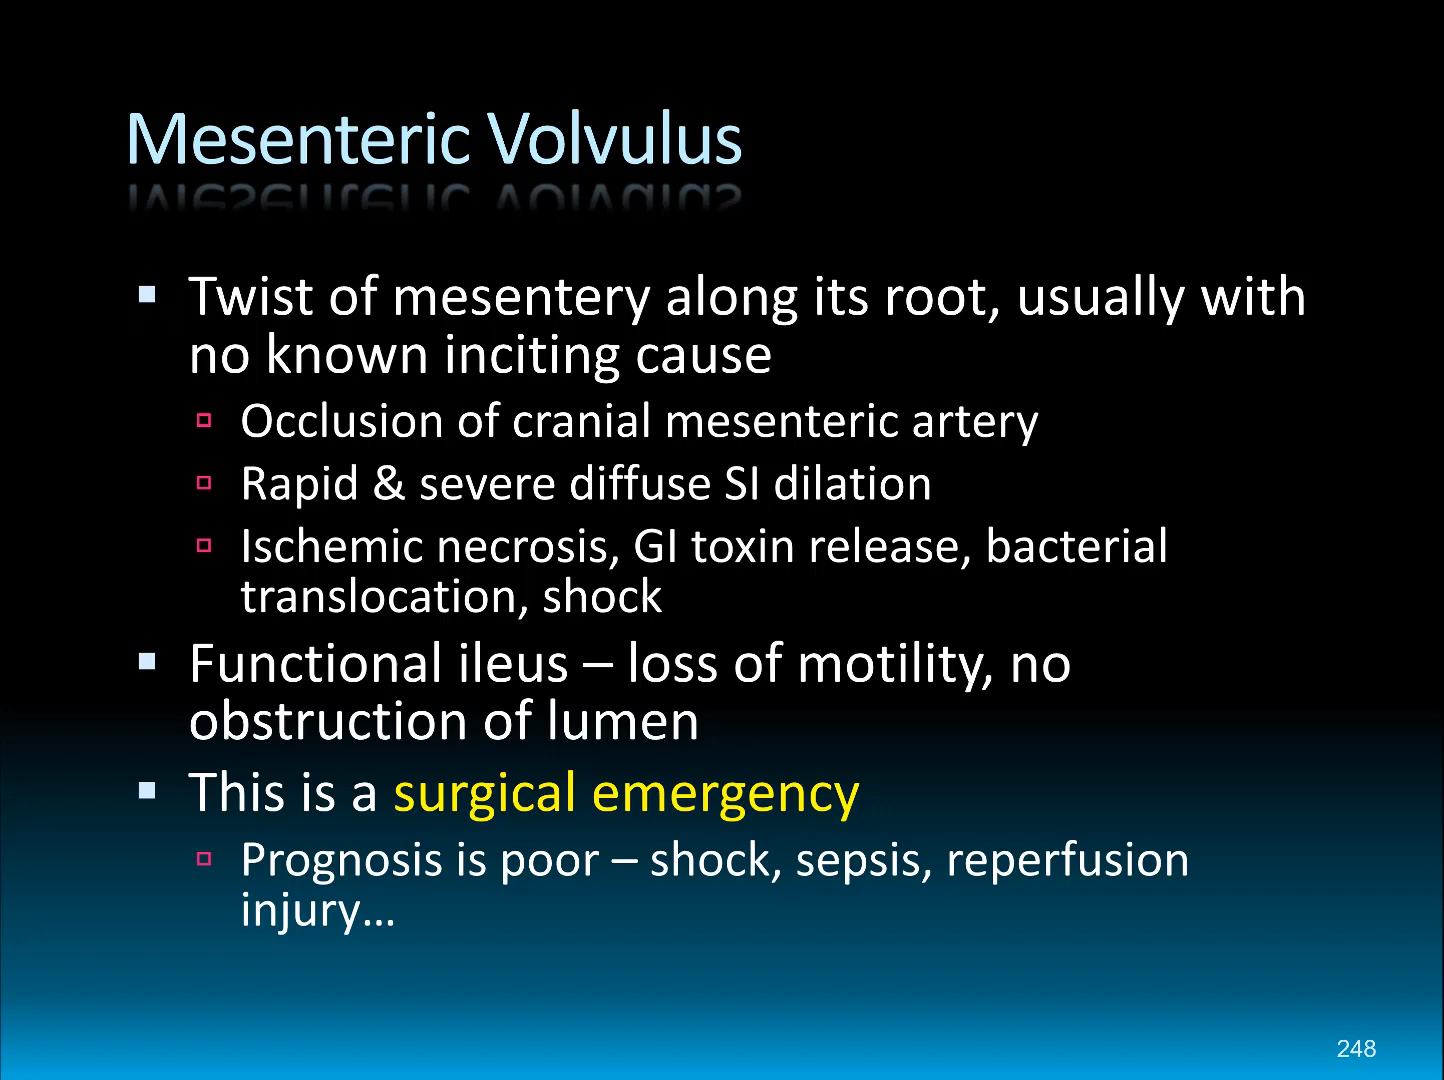 Mesenteric Volvulus
Twist of mesentery along its root, usually with
no known inciting cause
Occlusion of cranial mesenteric artery
Rapid & severe diffuse SI dilation
Ischemic necrosis, GI toxin release, bacterial
translocation, shock
Functional ileus – loss of motility, no
obstruction of lumen
This is a surgical emergency
Prognosis is poor – shock, sepsis, reperfusion
injury…
248